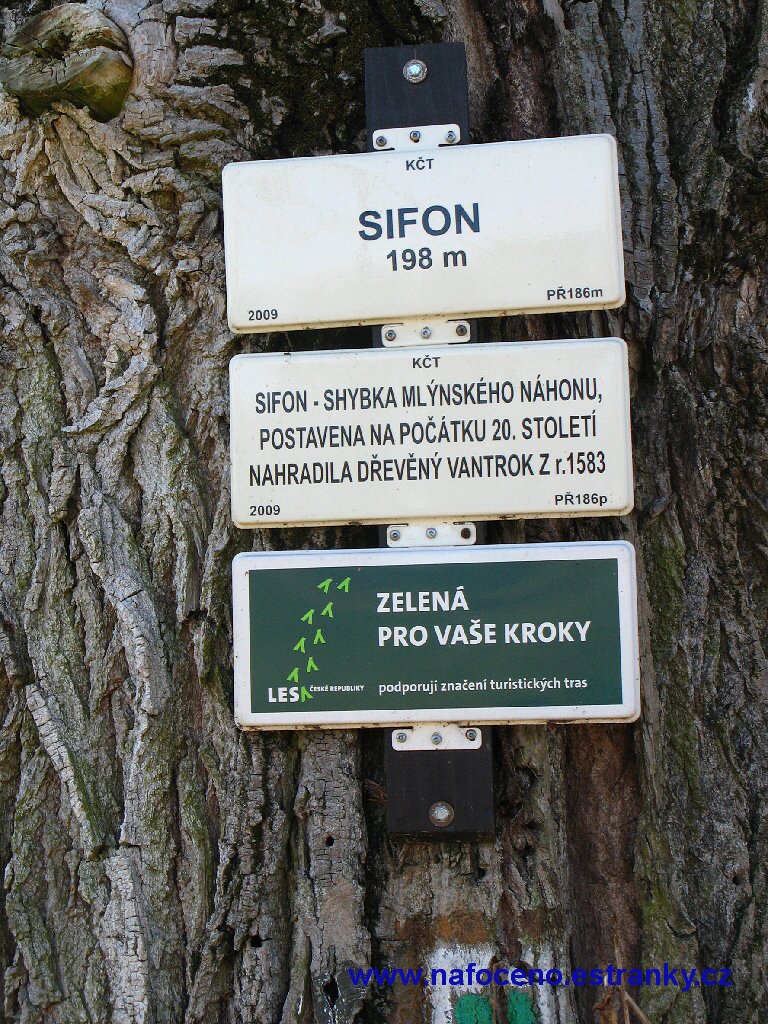 KČT
SIFON
198 m
2009
PŘ186m
KČT
SIFON - SHYBKA MLÝNSKÉHO NÁHONU,
POSTAVENA NA POČÁTKU 20. STOLETÍ
NAHRADILA DŘEVĚNÝ VANTROK Z r.1583
2009
PŘ186p
ZELENÁ
PRO VAŠE KROKY
LESY ČESKÉ REPUBLIKY
podporují značení turistických tras
www.nafoceno.estranky.cz